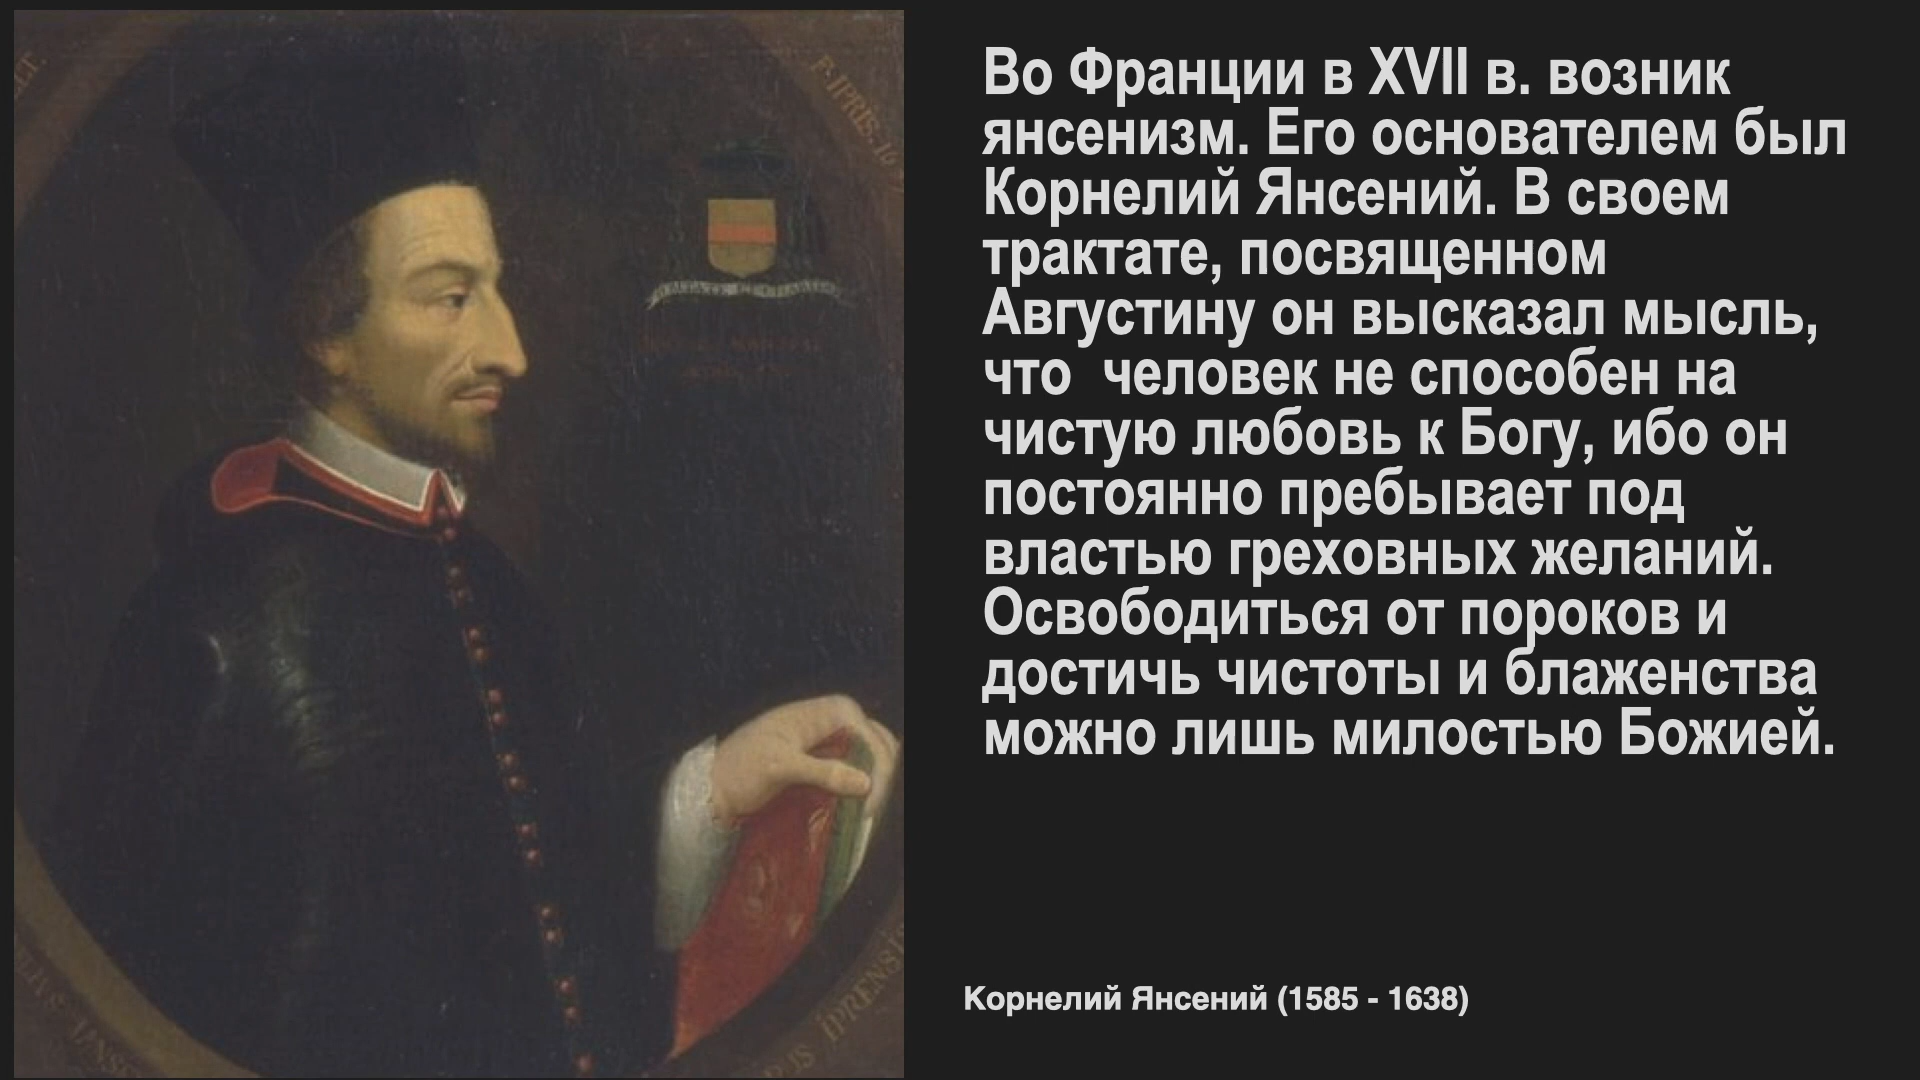 Во Франции в XVII в. возник
янсенизм. Его основателем был
Корнелий Янсений. В своем
трактате, посвященном
Августину он высказал мысль,
что  человек не способен на
чистую любовь к Богу, ибо он
постоянно пребывает под
властью греховных желаний.
Освободиться от пороков и
достичь чистоты и блаженства
можно лишь милостью Божией.
Корнелий Янсений (1585 - 1638)
IPRENSIS